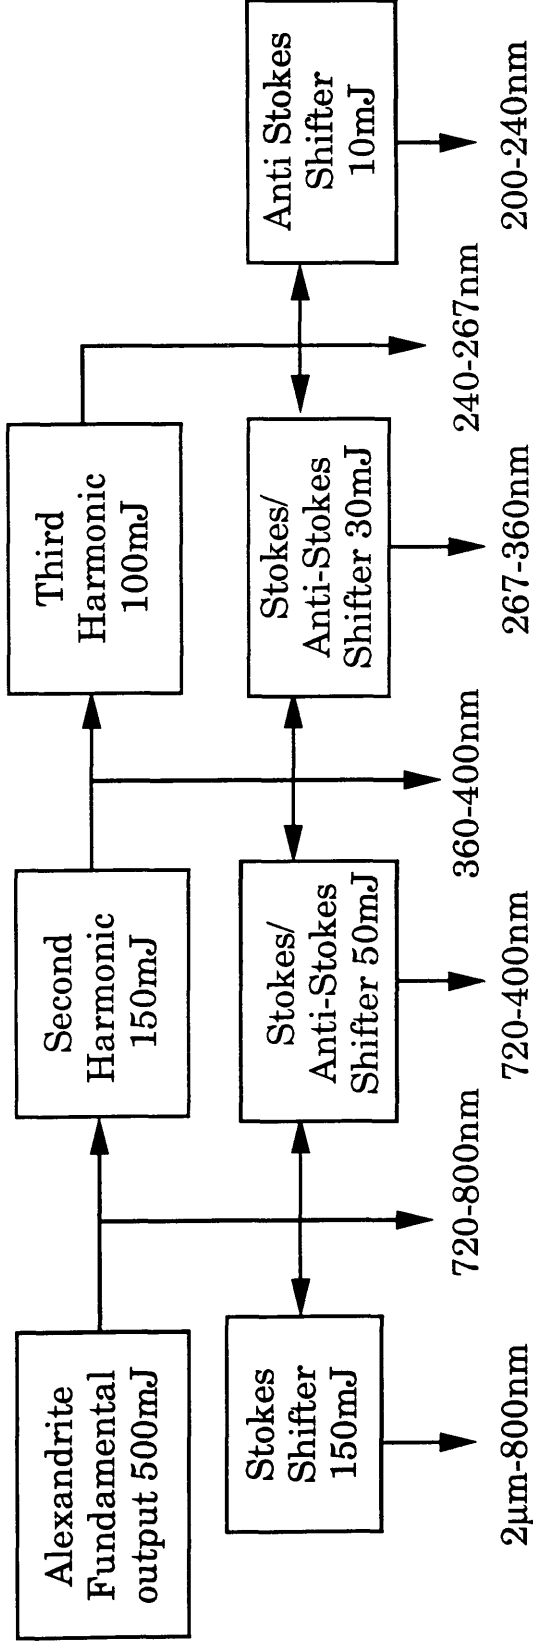 Alexandrite
Fundamental
output 500mJ
Second
Harmonic
150mJ
Third
Harmonic
100mJ
Stokes
Shifter
150mJ
Stokes/
Anti-Stokes
Shifter 50mJ
Stokes/
Anti-Stokes
Shifter 30mJ
Anti Stokes
Shifter
10mJ
720-800nm
360-400nm
240-267nm
2μm-800nm
720-400nm
267-360nm
200-240nm